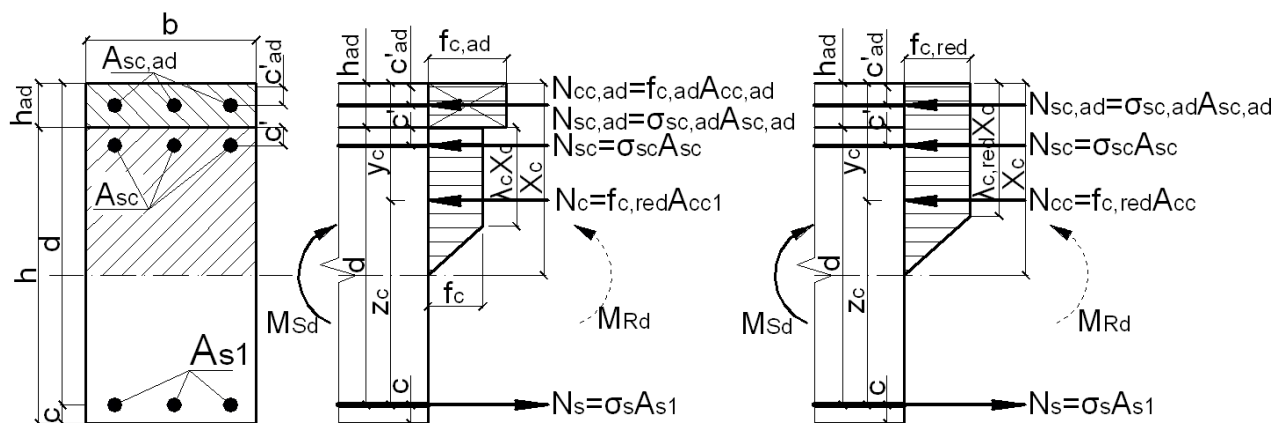 b
Asc,ad
c'ad
had
c'
Asc
d
h
As1
c
had
c'ad
fc,ad
Ncc,ad=fc,adAcc,ad
Nsc,ad=σsc,adAsc,ad
c'
Nsc=σscAsc
yc
λcXc
Xc
Nc=fc,redAcc1
d
zc
fc
MSd
MRd
c
Ns=σsAs1
had
c'ad
fc,red
Nsc,ad=σsc,adAsc,ad
c'
Nsc=σscAsc
yc
λc,redXc
Xc
Ncc=fc,redAcc
d
zc
MSd
MRd
c
Ns=σsAs1